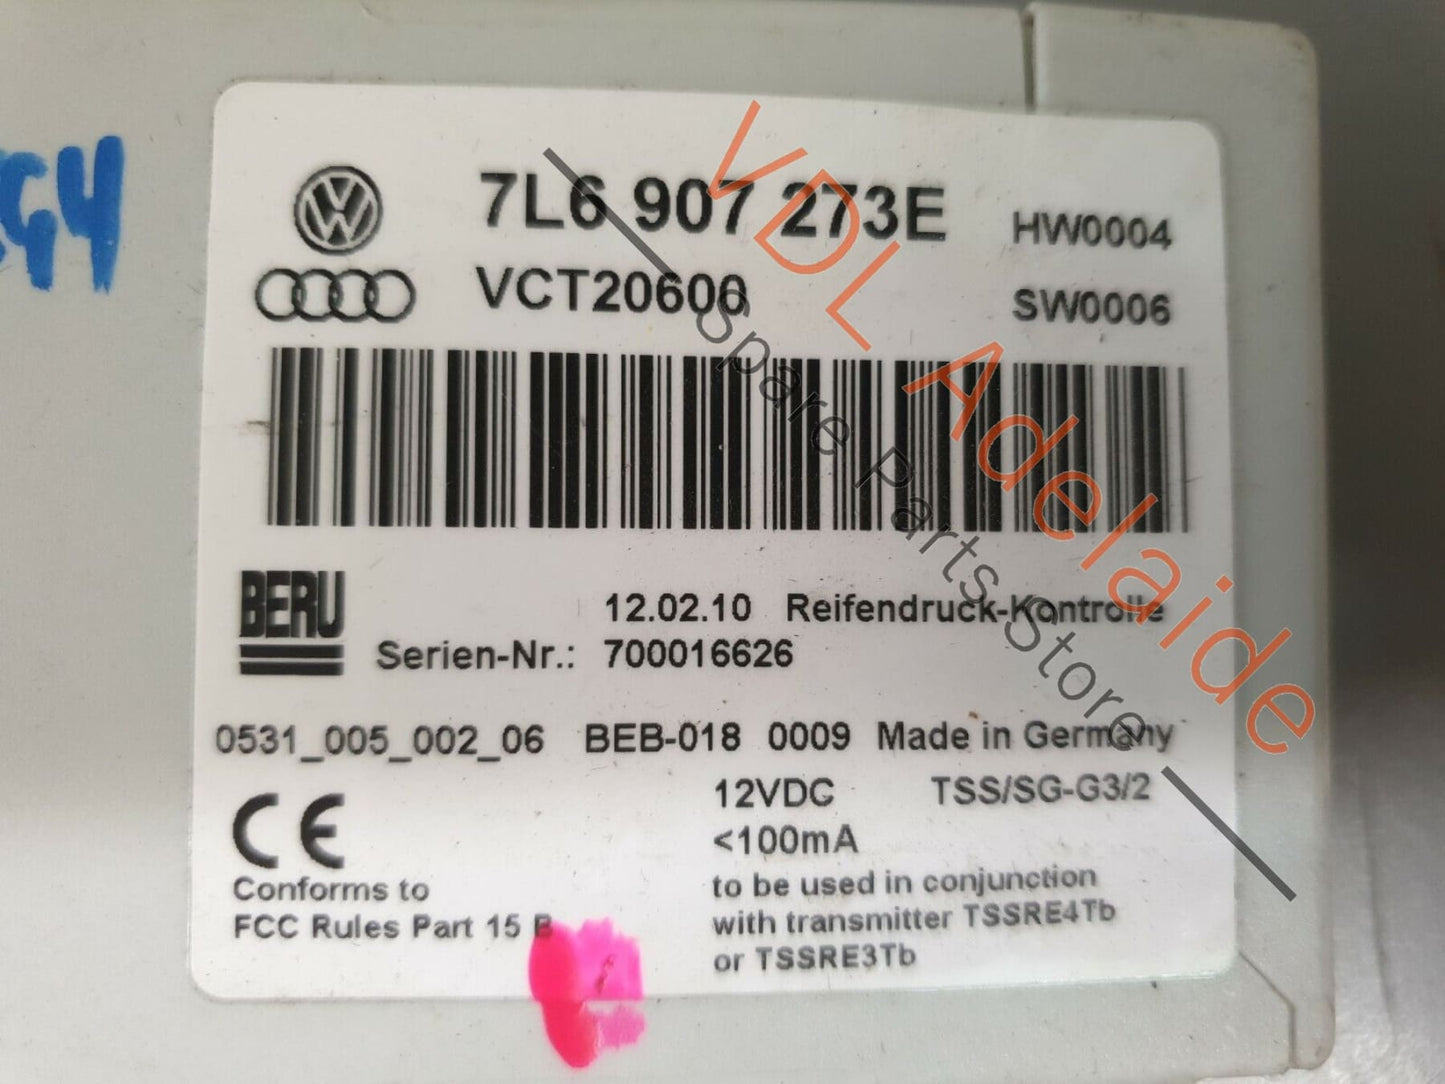 7L6 907 273E HW0004
VCT20600 SW0006
BERU
12.02.10 Reifendruck-Kontrolle
Serien-Nr.: 700016626
0531_005_002_06 BEB-018 0009 Made in Germany
12VDC TSS/SG-G3/2
<100mA
CE
Conforms to
FCC Rules Part 15 B
to be used in conjunction
with transmitter TSSRE4Tb
or TSSRE3Tb
VDL Adelaide
Spare Parts Store